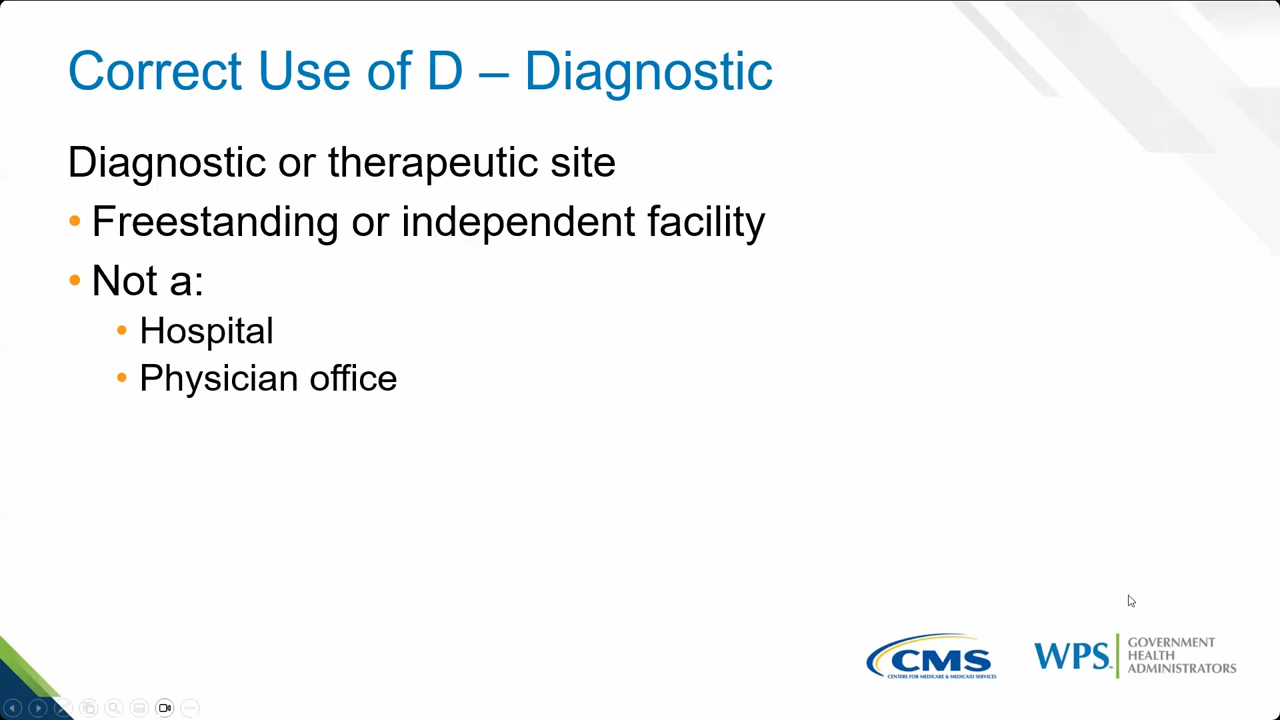 Correct Use of D – Diagnostic
Diagnostic or therapeutic site
• Freestanding or independent facility
• Not a:
• Hospital
• Physician office
CMS
CENTERS FOR MEDICARE & MEDICAID SERVICES
WPS
GOVERNMENT
HEALTH
ADMINISTRATORS